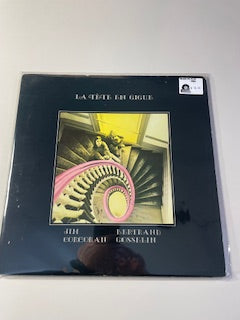 LA TÊTE EN GIGUE
JIM BERTRAND
CORCORAN GOSSELIN